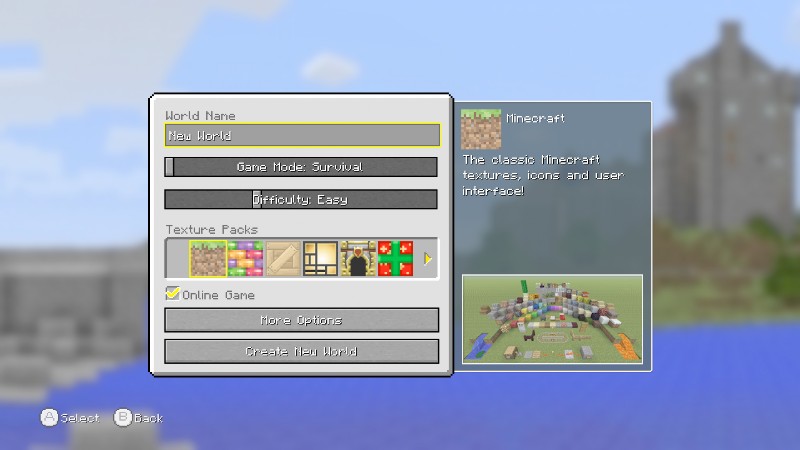 World Name
New World
Game Mode: Survival
Difficulty: Easy
Texture Packs
Online Game
More Options
Create New World
Minecraft
The classic Minecraft
textures, icons and user
interface!
A Select B Back